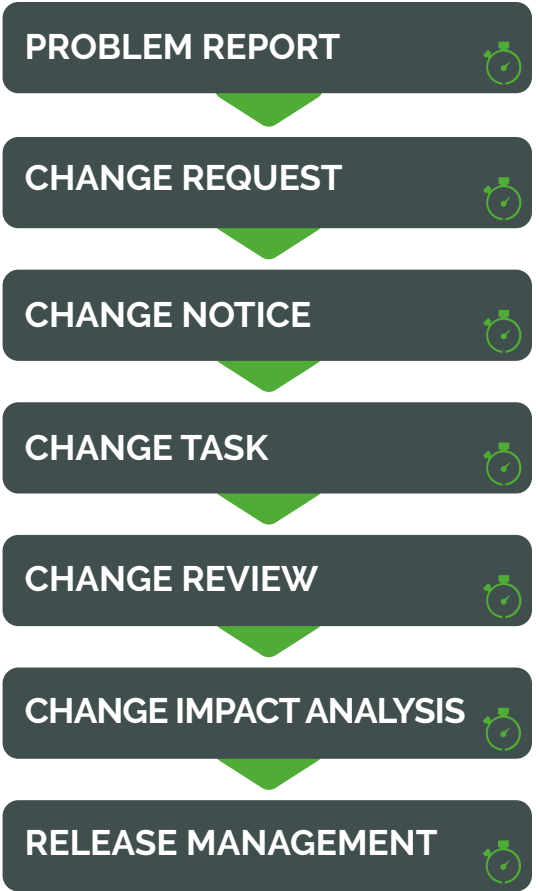 PROBLEM REPORT
CHANGE REQUEST
CHANGE NOTICE
CHANGE TASK
CHANGE REVIEW
CHANGE IMPACT ANALYSIS
RELEASE MANAGEMENT